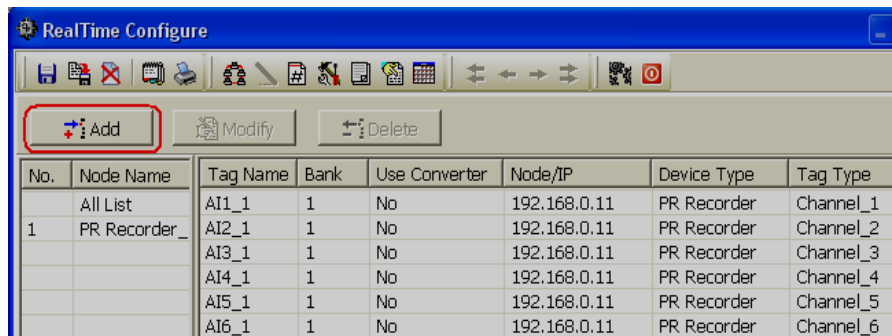 RealTime Configure
Add Modify Delete
No. Node Name Tag Name Bank Use Converter Node/IP Device Type Tag Type
All List AI1_1 1 No 192.168.0.11 PR Recorder Channel_1
1 PR Recorder_ AI2_1 1 No 192.168.0.11 PR Recorder Channel_2
AI3_1 1 No 192.168.0.11 PR Recorder Channel_3
AI4_1 1 No 192.168.0.11 PR Recorder Channel_4
AI5_1 1 No 192.168.0.11 PR Recorder Channel_5
AI6_1 1 No 192.168.0.11 PR Recorder Channel_6